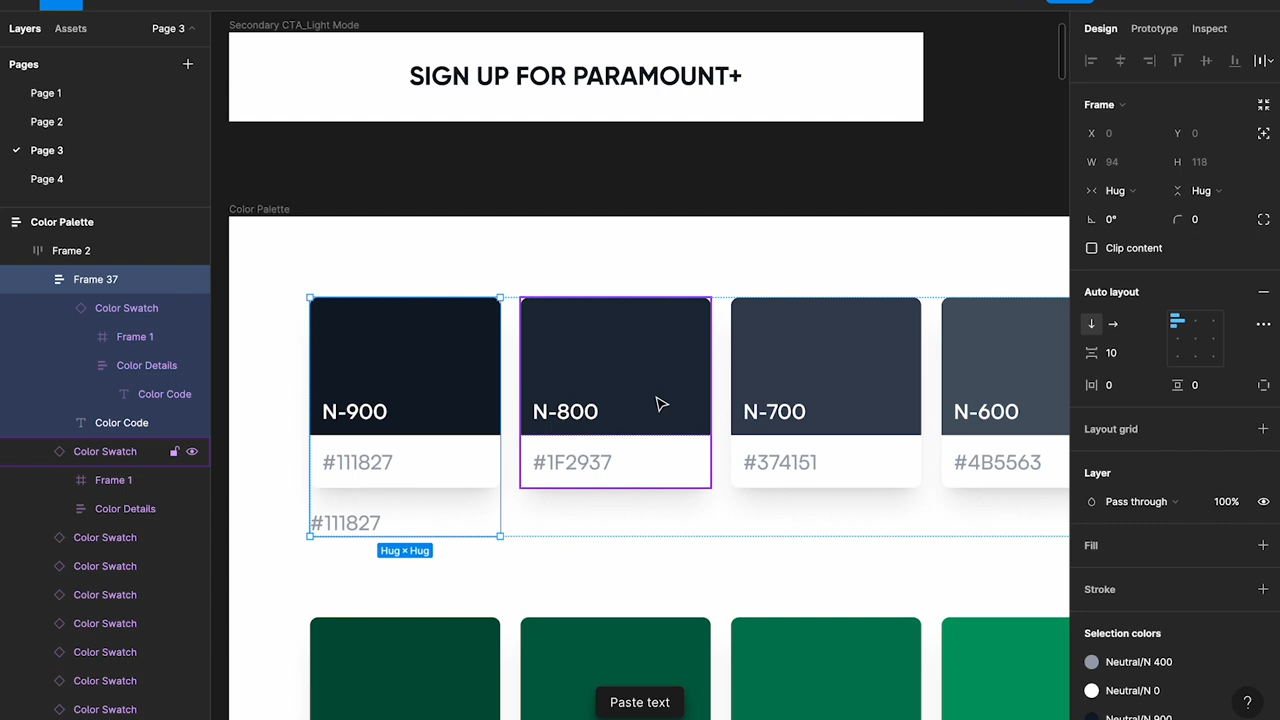 Layers
Assets
Page 3
Pages
Page 1
Page 2
Page 3
Page 4
Color Palette
Frame 2
Frame 37
Color Swatch
Frame 1
Color Details
Color Code
Color Code
Color Swatch
Frame 1
Color Details
Color Swatch
Color Swatch
Color Swatch
Color Swatch
Color Swatch
Color Swatch
Color Swatch
Secondary CTA_Light Mode
SIGN UP FOR PARAMOUNT+
Color Palette
N-900
N-800
N-700
N-600
#111827
#1F2937
#374151
#4B5563
#111827
Hug × Hug
Paste text
Design
Prototype
Inspect
Frame
X 0
Y 0
W 94
H 118
Hug
Hug
0°
0
Clip content
Auto layout
10
0
0
Layout grid
Layer
Pass through
100%
Fill
Stroke
Selection colors
Neutral/N 400
Neutral/N 0
Neutral/N 900
?